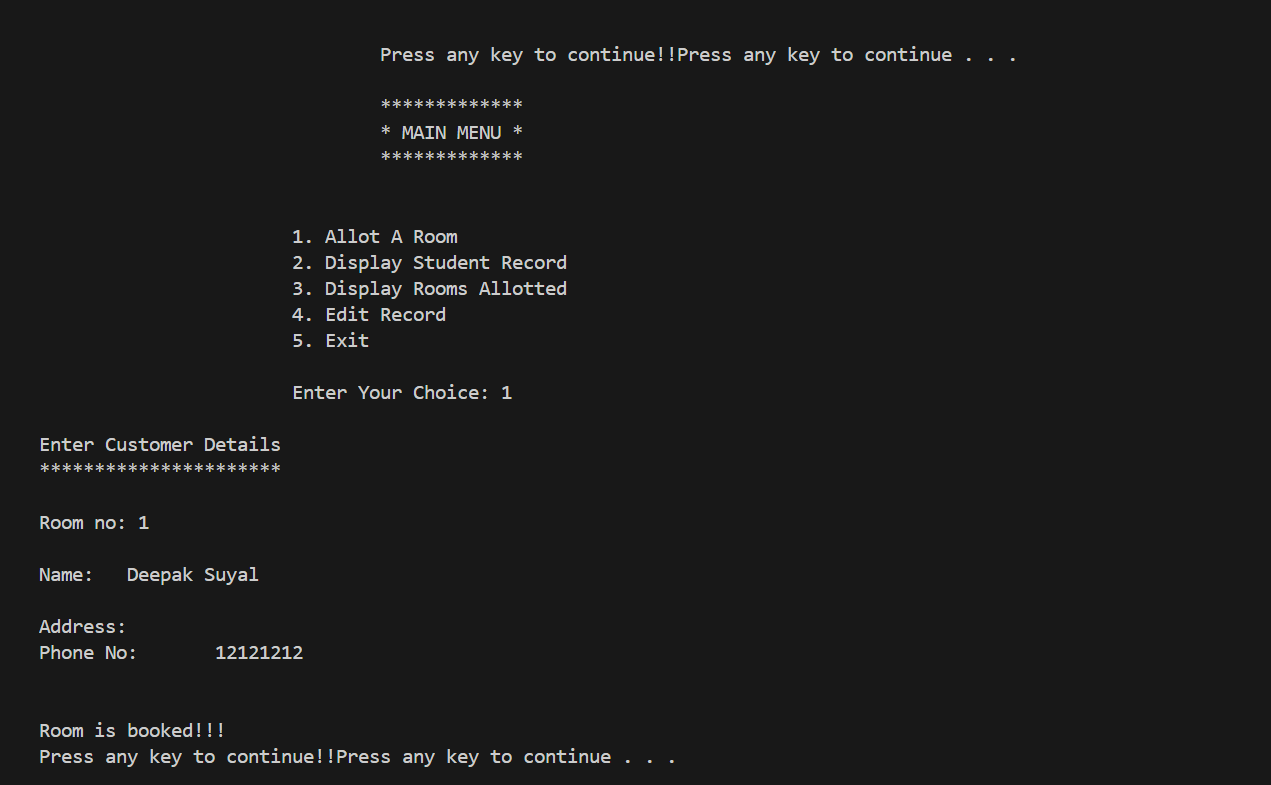 Press any key to continue!!Press any key to continue . . .
*************
* MAIN MENU *
*************
1. Allot A Room
2. Display Student Record
3. Display Rooms Allotted
4. Edit Record
5. Exit
Enter Your Choice: 1
Enter Customer Details
**********************
Room no: 1
Name:   Deepak Suyal
Address:
Phone No:       12121212
Room is booked!!!
Press any key to continue!!Press any key to continue . . .